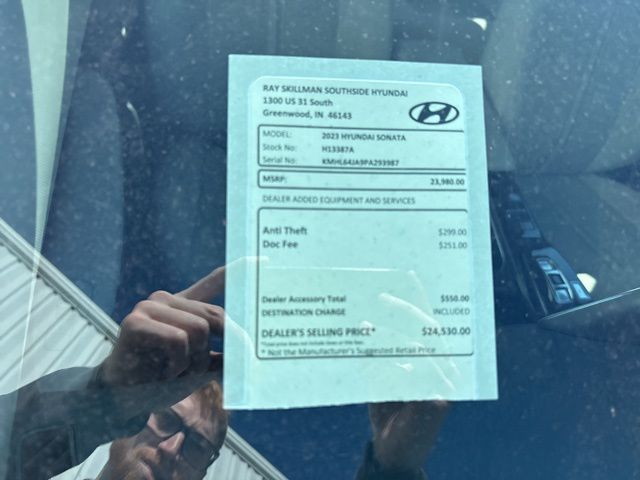 RAY SKILLMAN SOUTHSIDE HYUNDAI
1300 US 31 South
Greenwood, IN 46143
MODEL: 2023 HYUNDAI SONATA
Stock No: H13387A
Serial No: KMHL64JA9PA293987
MSRP: 23,980.00
DEALER ADDED EQUIPMENT AND SERVICES
Anti Theft $299.00
Doc Fee $251.00
Dealer Accessory Total $550.00
DESTINATION CHARGE INCLUDED
DEALER'S SELLING PRICE* $24,530.00
* Not the Manufacturer's Suggested Retail Price